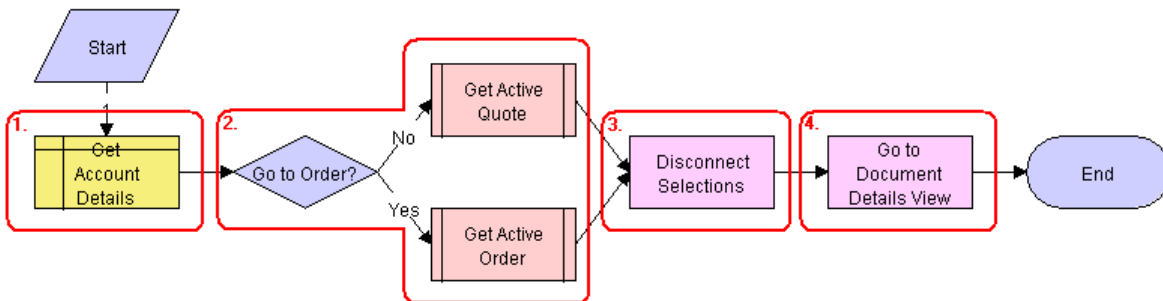 Start
1.
Get
Account
Details
2.
Go to Order?
No
Yes
Get Active
Quote
Get Active
Order
3.
Disconnect
Selections
4.
Go to
Document
Details View
End